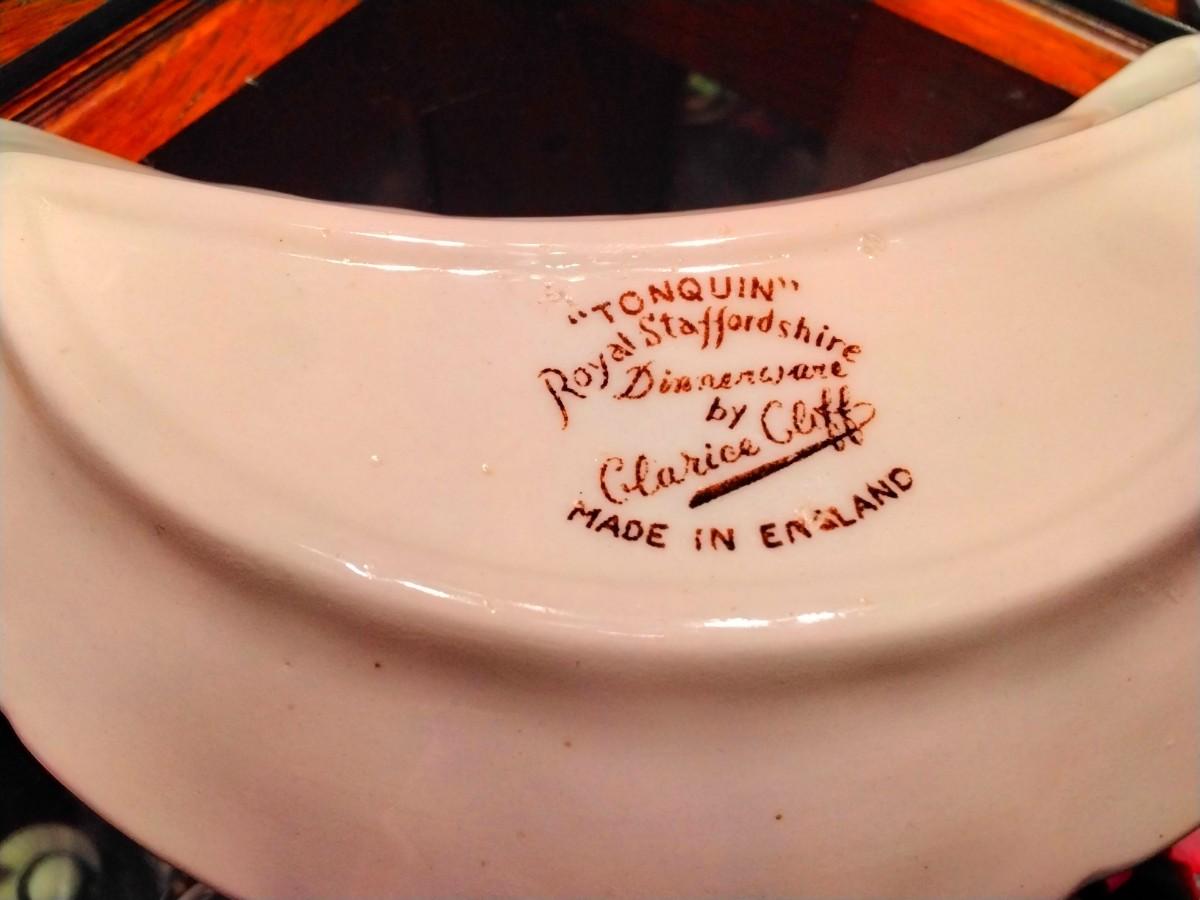 "TONQUIN"
Royal Staffordshire
Dinnerware
by
Clarice Cliff
MADE IN ENGLAND